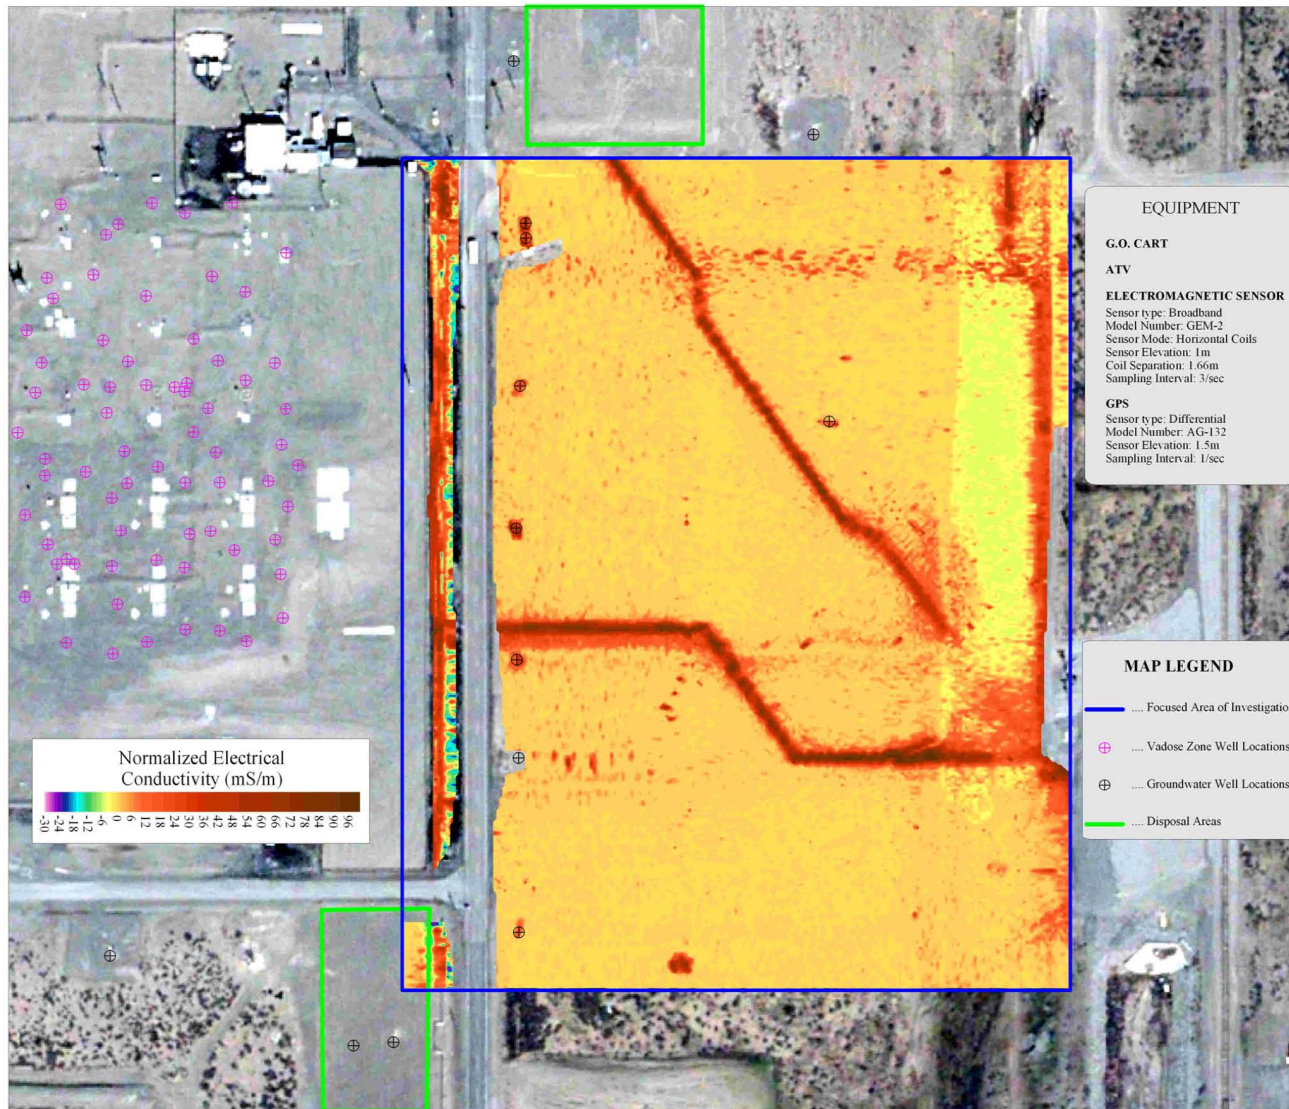 EQUIPMENT
G.O. CART
ATV
ELECTROMAGNETIC SENSOR
Sensor type: Broadband
Model Number: GEM-2
Sensor Mode: Horizontal Coils
Sensor Elevation: 1m
Coil Separation: 1.66m
Sampling Interval: 3/sec
GPS
Sensor type: Differential
Model Number: AG-132
Sensor Elevation: 1.5m
Sampling Interval: 1/sec
MAP LEGEND
.... Focused Area of Investigatio
.... Vadose Zone Well Locations
.... Groundwater Well Locations
.... Disposal Areas
Normalized Electrical
Conductivity (mS/m)
-30 -24 -18 -12 -6 0 6 12 18 24 30 36 42 48 54 60 66 72 78 84 90 96